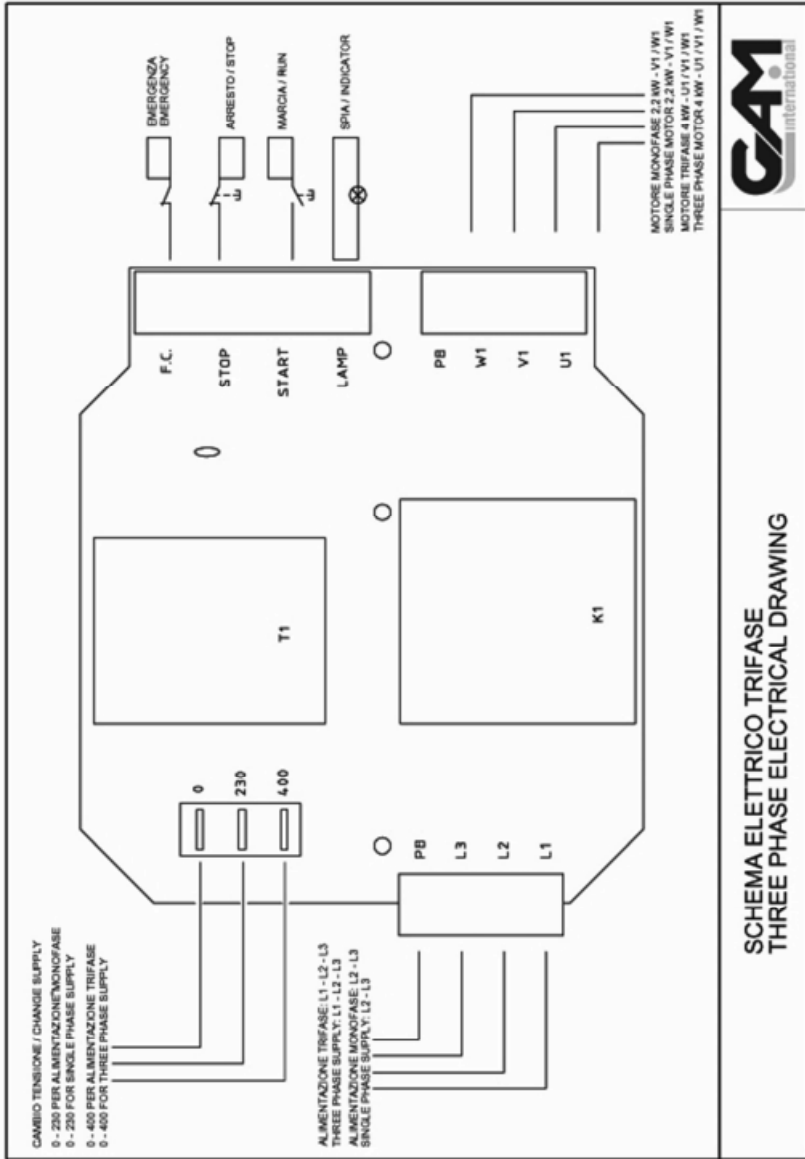 CAMBIO TENSIONE / CHANGE SUPPLY
0 - 230 PER ALIMENTAZIONE MONOFASE
0 - 230 FOR SINGLE PHASE SUPPLY
0 - 400 PER ALIMENTAZIONE TRIFASE
0 - 400 FOR THREE PHASE SUPPLY
0
230
400
T1
F.C.
STOP
START
LAMP
EMERGENZA
EMERGENCY
ARRESTO / STOP
MARCIA / RUN
SPIA / INDICATOR
ALIMENTAZIONE TRIFASE: L1 - L2 - L3
THREE PHASE SUPPLY: L1 - L2 - L3
ALIMENTAZIONE MONOFASE: L2 - L3
SINGLE PHASE SUPPLY: L2 - L3
PB
L3
L2
L1
K1
PB
W1
V1
U1
MOTORE MONOFASE 2,2 kW - V1 / W1
SINGLE PHASE MOTOR 2,2 kW - V1 / W1
MOTORE TRIFASE 4 kW - U1 / V1 / W1
THREE PHASE MOTOR 4 kW - U1 / V1 / W1
SCHEMA ELETTRICO TRIFASE
THREE PHASE ELECTRICAL DRAWING
GAM
international